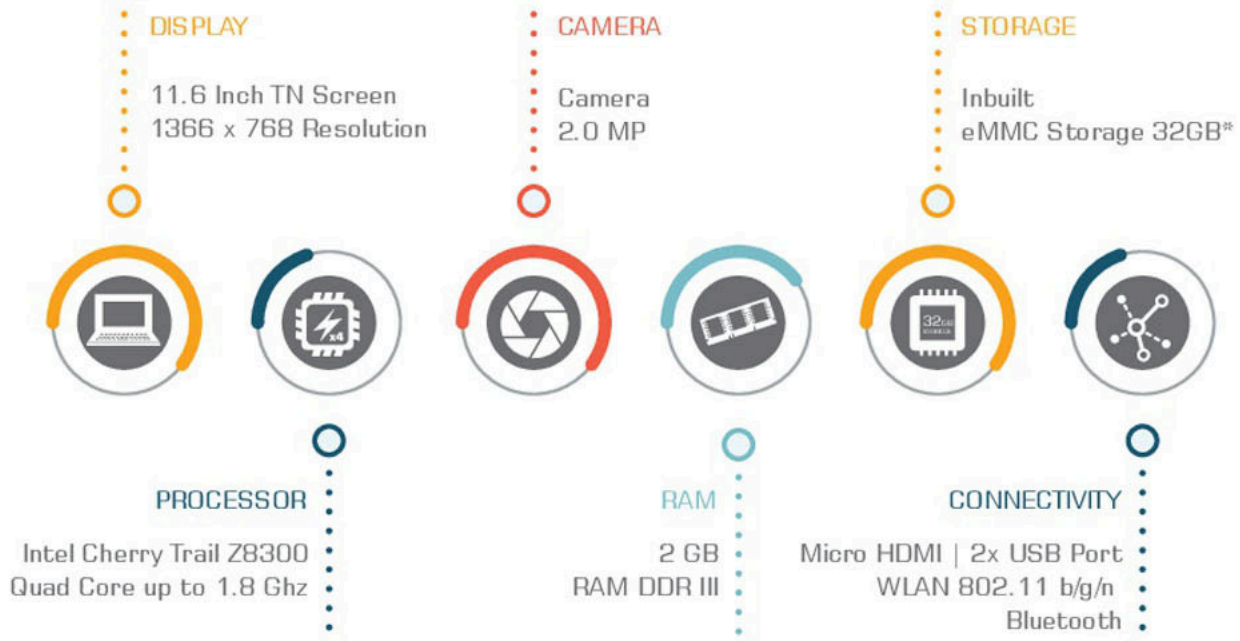 DISPLAY
11.6 Inch TN Screen
1366 x 768 Resolution
CAMERA
Camera
2.0 MP
STORAGE
Inbuilt
eMMC Storage 32GB*
x4
32GB
PROCESSOR
Intel Cherry Trail Z8300
Quad Core up to 1.8 Ghz
RAM
2 GB
RAM DDR III
CONNECTIVITY
Micro HDMI | 2x USB Port
WLAN 802.11 b/g/n
Bluetooth